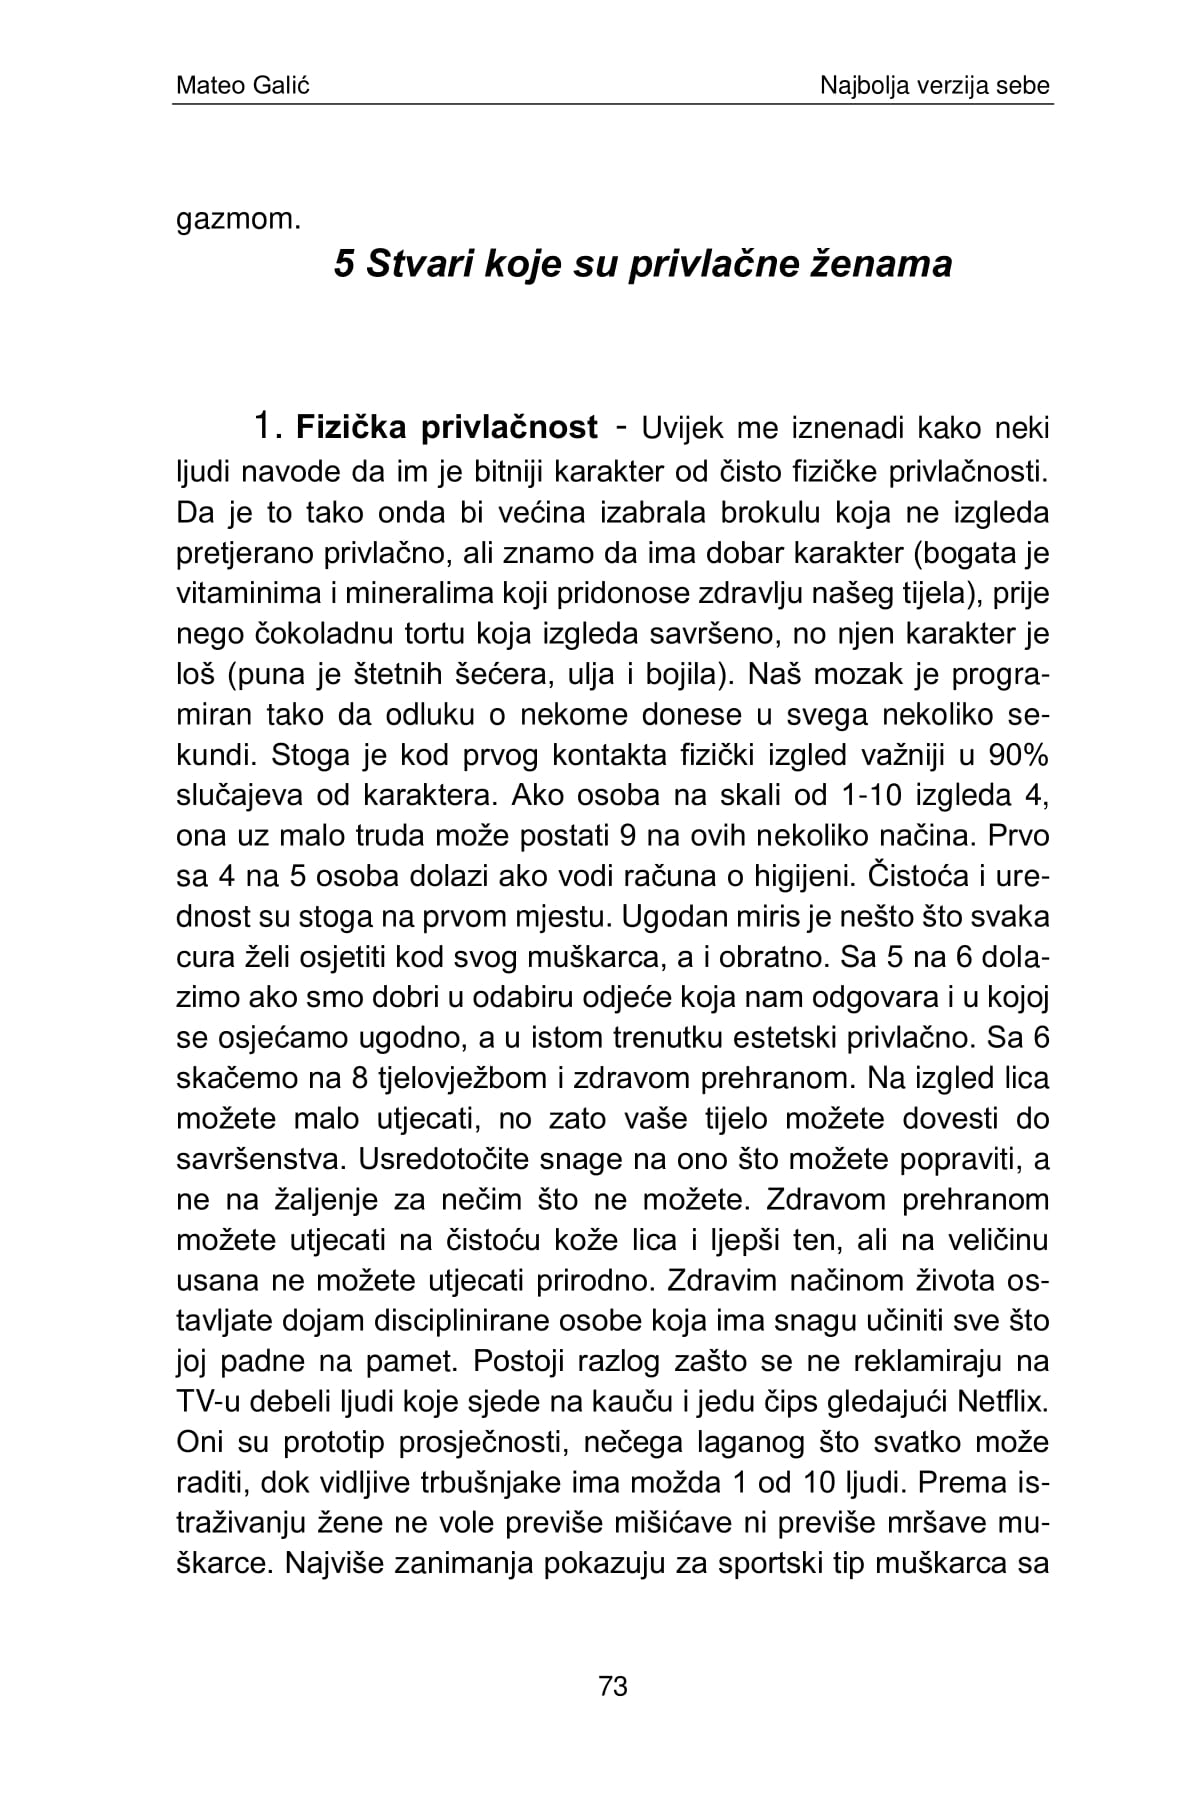 Mateo Galić Najbolja verzija sebe
gazmom.
5 Stvari koje su privlačne ženama
1. Fizička privlačnost - Uvijek me iznenadi kako neki
ljudi navode da im je bitniji karakter od čisto fizičke privlačnosti.
Da je to tako onda bi većina izabrala brokulu koja ne izgleda
pretjerano privlačno, ali znamo da ima dobar karakter (bogata je
vitaminima i mineralima koji pridonose zdravlju našeg tijela), prije
nego čokoladnu tortu koja izgleda savršeno, no njen karakter je
loš (puna je štetnih šećera, ulja i bojila). Naš mozak je progra-
miran tako da odluku o nekome donese u svega nekoliko se-
kundi. Stoga je kod prvog kontakta fizički izgled važniji u 90%
slučajeva od karaktera. Ako osoba na skali od 1-10 izgleda 4,
ona uz malo truda može postati 9 na ovih nekoliko načina. Prvo
sa 4 na 5 osoba dolazi ako vodi računa o higijeni. Čistoća i ure-
dnost su stoga na prvom mjestu. Ugodan miris je nešto što svaka
cura želi osjetiti kod svog muškarca, a i obratno. Sa 5 na 6 dola-
zimo ako smo dobri u odabiru odjeće koja nam odgovara i u kojoj
se osjećamo ugodno, a u istom trenutku estetski privlačno. Sa 6
skačemo na 8 tjelovježbom i zdravom prehranom. Na izgled lica
možete malo utjecati, no zato vaše tijelo možete dovesti do
savršenstva. Usredotočite snage na ono što možete popraviti, a
ne na žaljenje za nečim što ne možete. Zdravom prehranom
možete utjecati na čistoću kože lica i ljepši ten, ali na veličinu
usana ne možete utjecati prirodno. Zdravim načinom života os-
tavljate dojam disciplinirane osobe koja ima snagu učiniti sve što
joj padne na pamet. Postoji razlog zašto se ne reklamiraju na
TV-u debeli ljudi koje sjede na kauču i jedu čips gledajući Netflix.
Oni su prototip prosječnosti, nečega laganog što svatko može
raditi, dok vidljive trbušnjake ima možda 1 od 10 ljudi. Prema is-
traživanju žene ne vole previše mišićave ni previše mršave mu-
škarce. Najviše zanimanja pokazuju za sportski tip muškarca sa
73